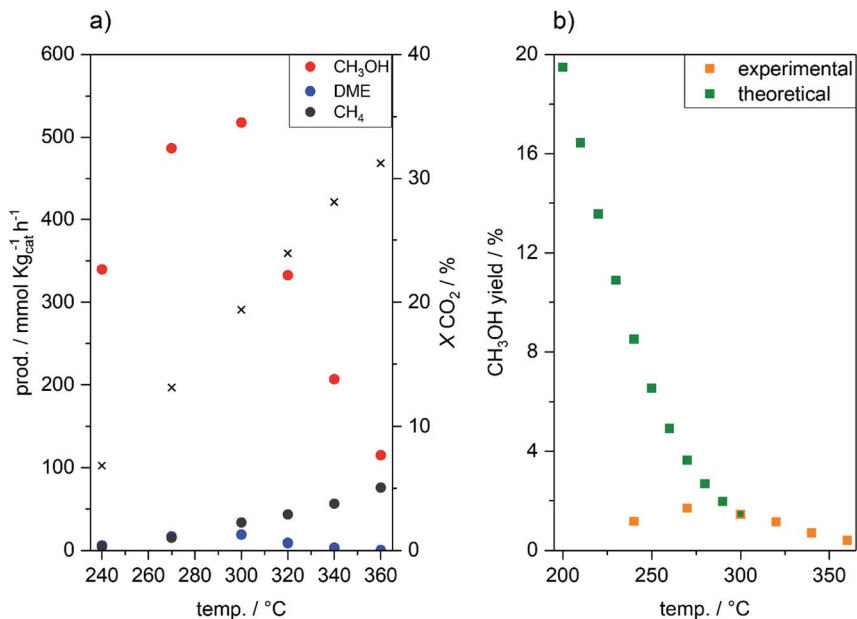 a)
600
500
400
300
200
100
0
prod. / mmol Kg⁻¹cat h⁻¹
CH₃OH
DME
CH₄
40
30
20
10
0
X CO₂ / %
240 260 280 300 320 340 360
temp. / °C
b)
20
16
12
8
4
0
CH₃OH yield / %
experimental
theoretical
200 250 300 350
temp. / °C